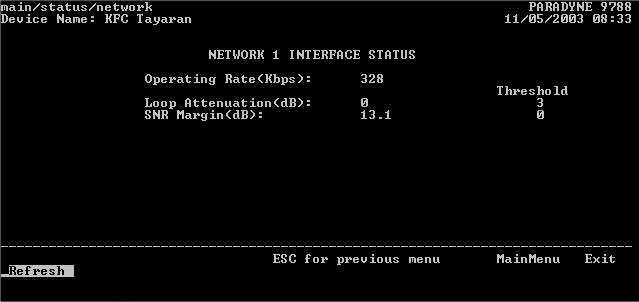 main/status/network PARADYNE 9788
Device Name: KFC Tayaran 11/05/2003 08:33
NETWORK 1 INTERFACE STATUS
Operating Rate(Kbps): 328
Threshold
Loop Attenuation(dB): 0 3
SNR Margin(dB): 13.1 0
ESC for previous menu MainMenu Exit
Refresh